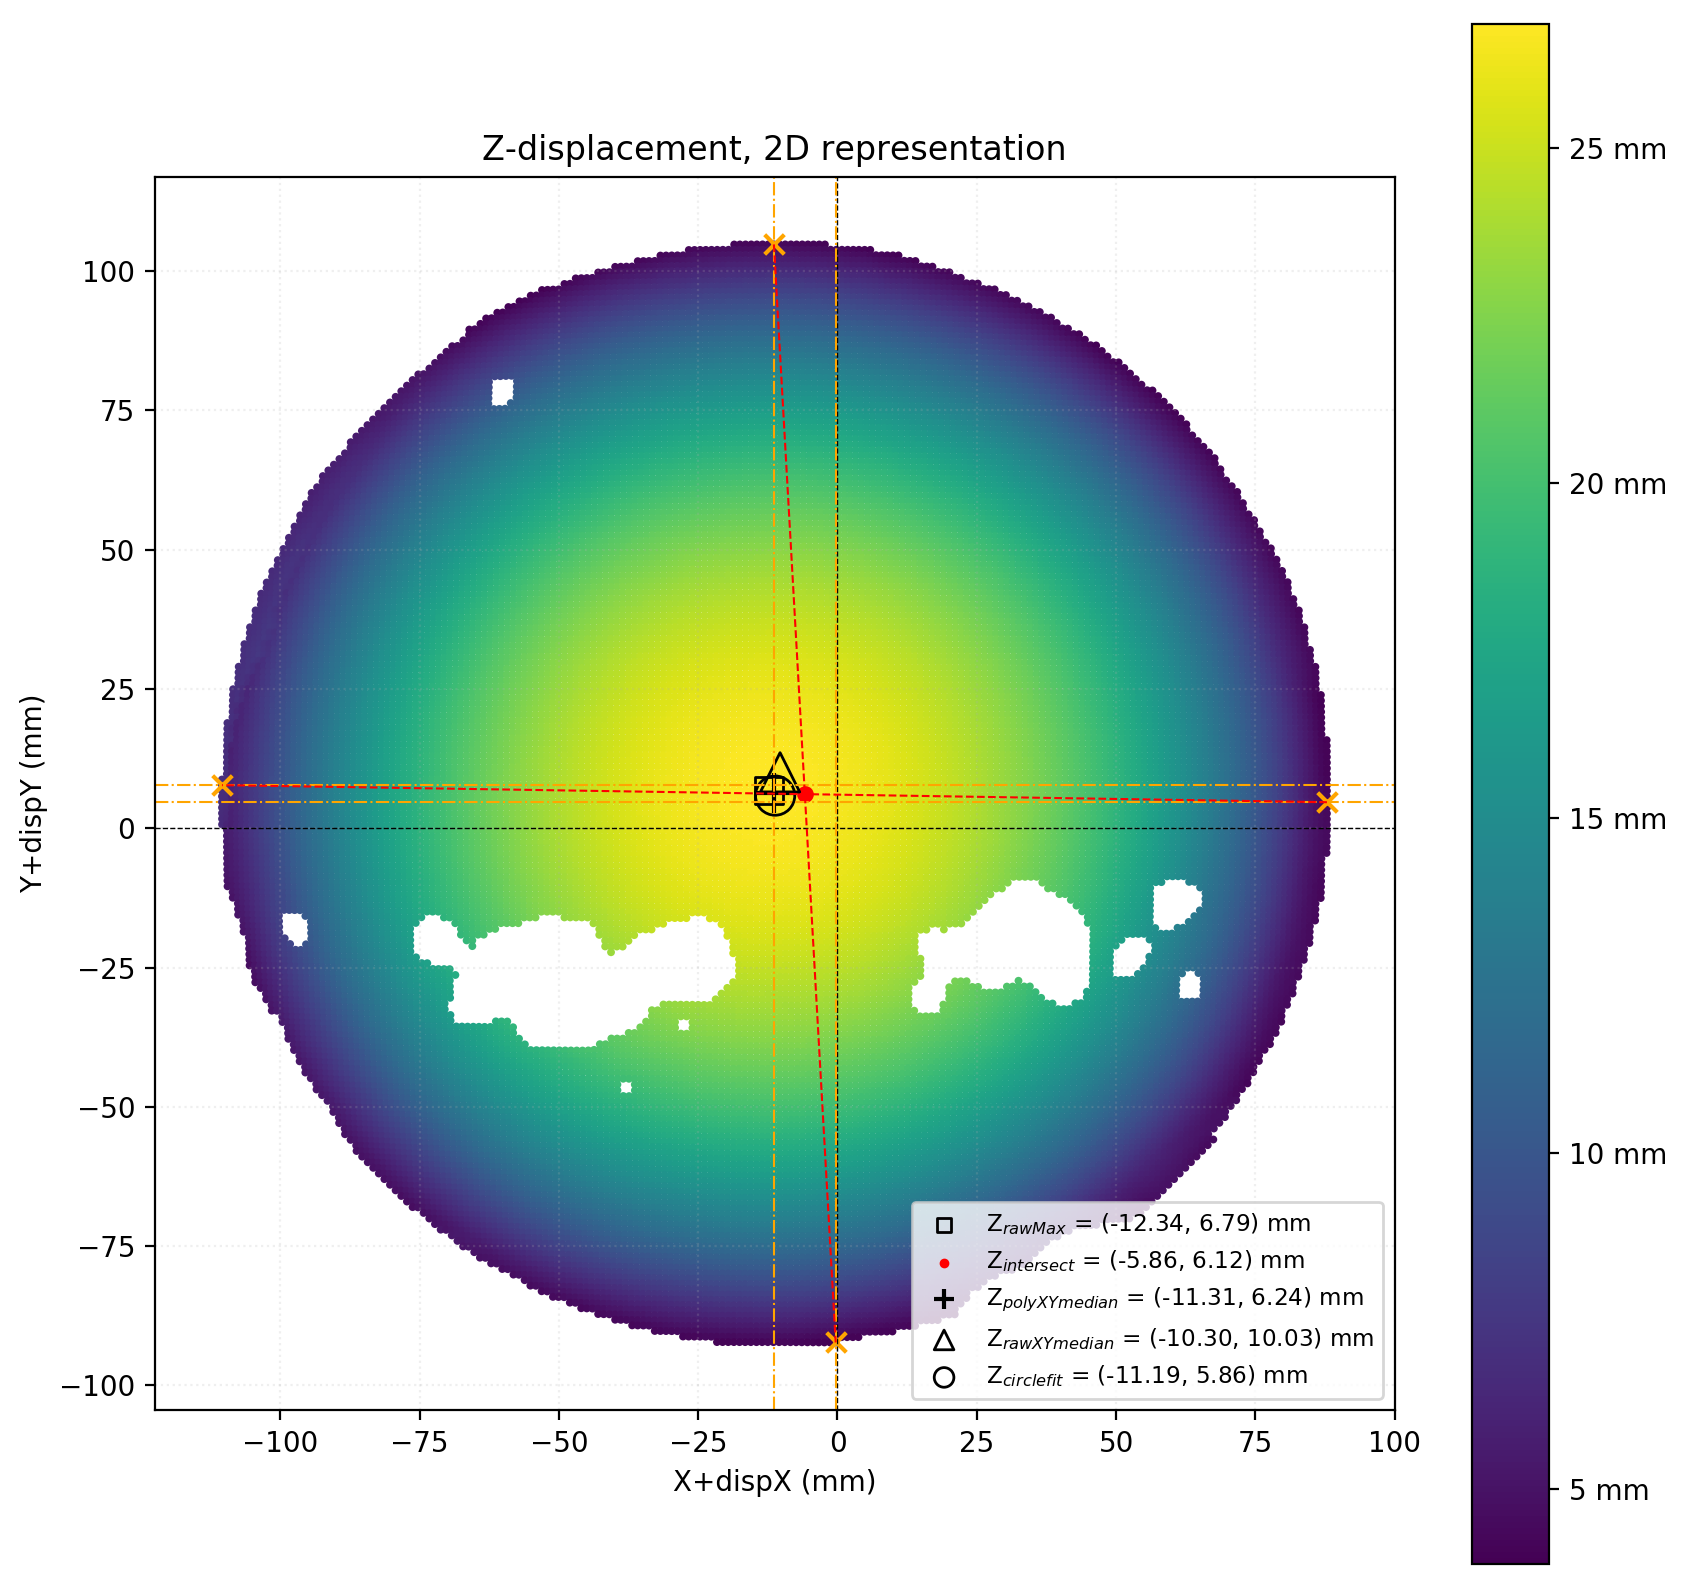 Z-displacement, 2D representation
25 mm
20 mm
15 mm
10 mm
5 mm
100
75
50
25
0
−25
−50
−75
−100
Y+dispY (mm)
Z_rawMax = (-12.34, 6.79) mm
Z_intersect = (-5.86, 6.12) mm
Z_polyXYmedian = (-11.31, 6.24) mm
Z_rawXYmedian = (-10.30, 10.03) mm
Z_circlefit = (-11.19, 5.86) mm
−100 −75 −50 −25 0 25 50 75 100
X+dispX (mm)